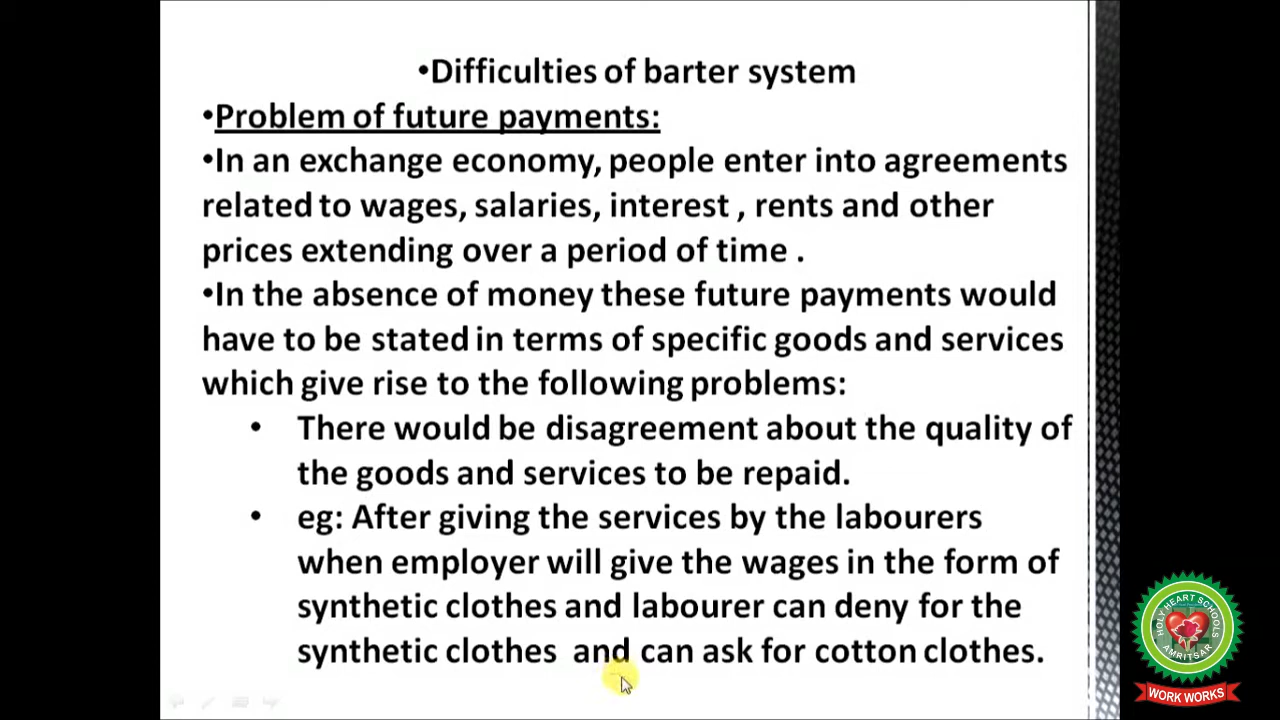 •Difficulties of barter system
•Problem of future payments:
•In an exchange economy, people enter into agreements
related to wages, salaries, interest , rents and other
prices extending over a period of time .
•In the absence of money these future payments would
have to be stated in terms of specific goods and services
which give rise to the following problems:
• There would be disagreement about the quality of
the goods and services to be repaid.
• eg: After giving the services by the labourers
when employer will give the wages in the form of
synthetic clothes and labourer can deny for the
synthetic clothes and can ask for cotton clothes.
HOLY HEART SCHOOLS
AMRITSAR
WORK WORKS